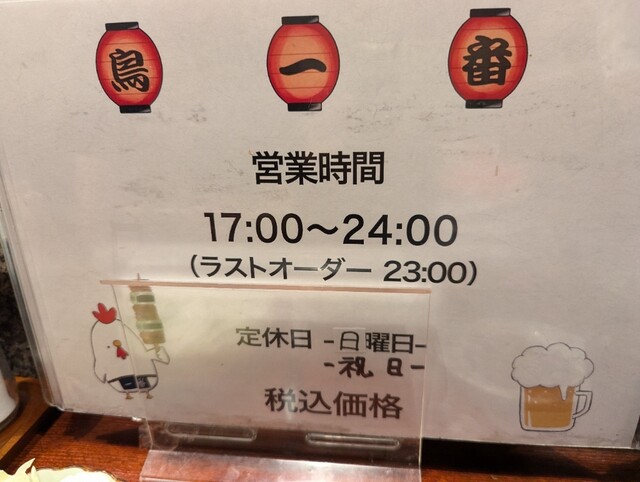 鳥一番
営業時間
17:00～24:00
（ラストオーダー 23:00）
定休日 -日曜日-
-祝日-
税込価格